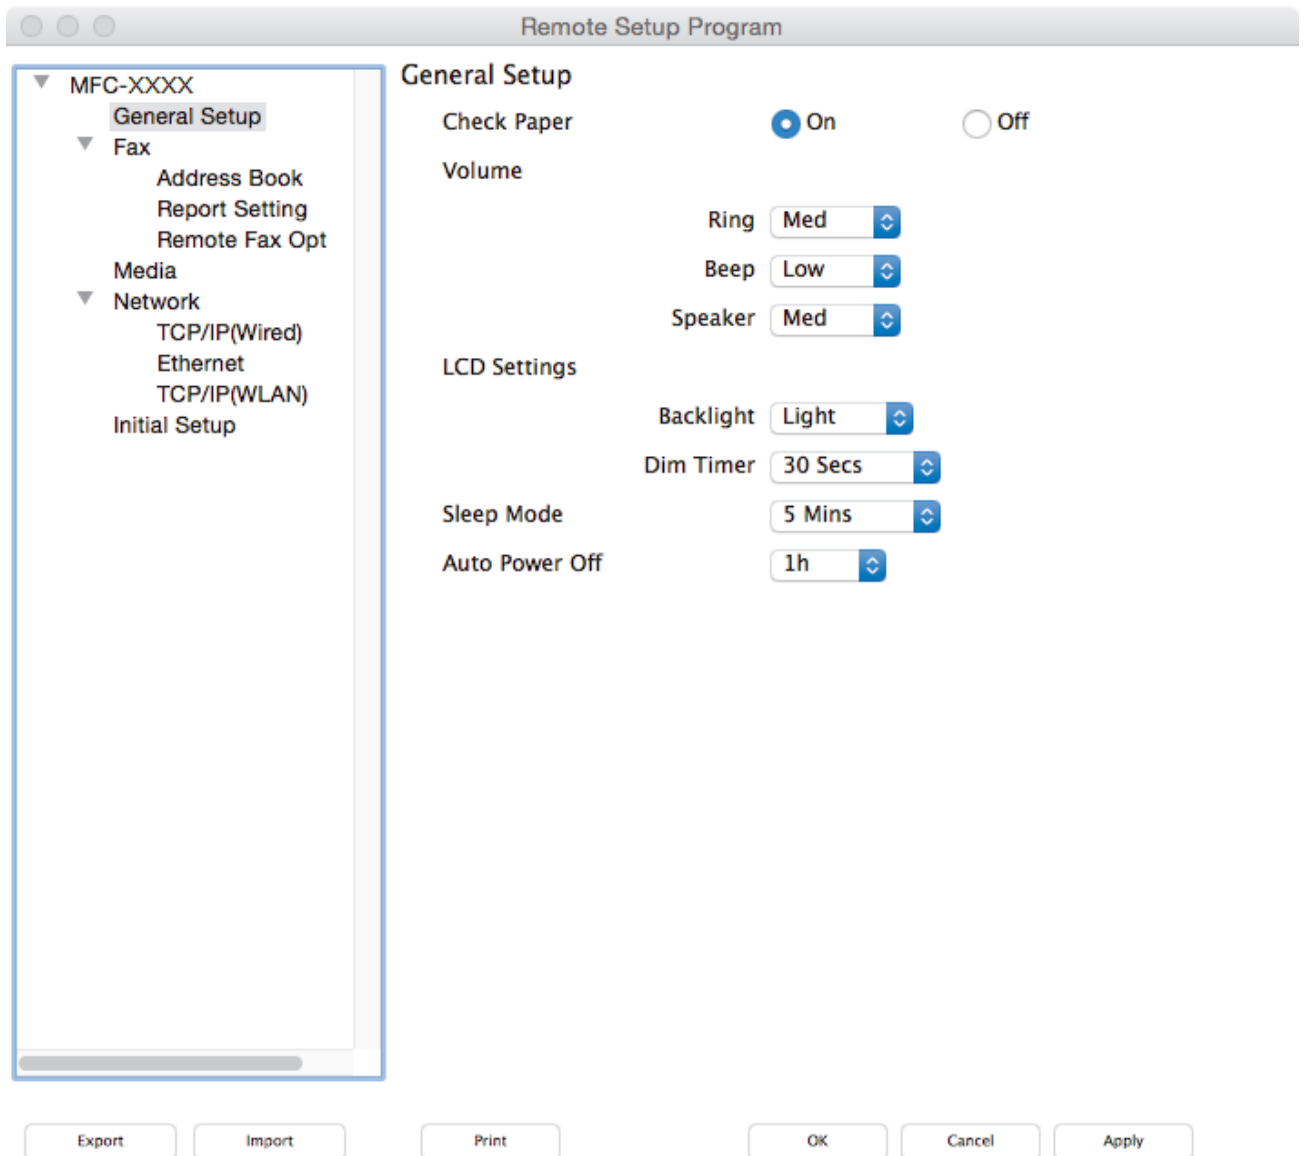 Remote Setup Program
MFC-XXXX
General Setup
Fax
Address Book
Report Setting
Remote Fax Opt
Media
Network
TCP/IP(Wired)
Ethernet
TCP/IP(WLAN)
Initial Setup
General Setup
Check Paper On Off
Volume
Ring Med
Beep Low
Speaker Med
LCD Settings
Backlight Light
Dim Timer 30 Secs
Sleep Mode 5 Mins
Auto Power Off 1h
Export Import Print OK Cancel Apply